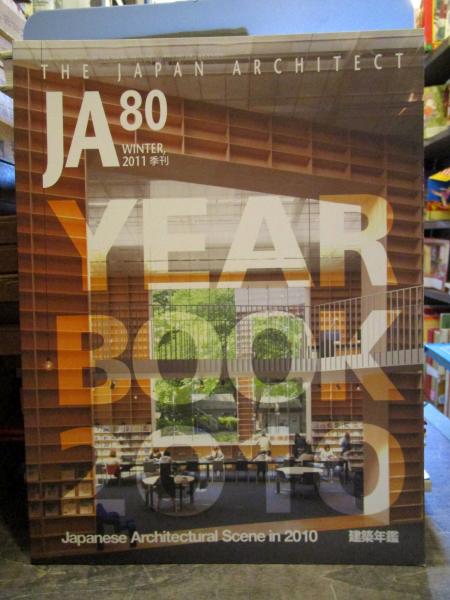 THE JAPAN ARCHITECT
JA 80
WINTER,
2011 季刊
YEAR
BOOK
2010
Japanese Architectural Scene in 2010 建築年鑑